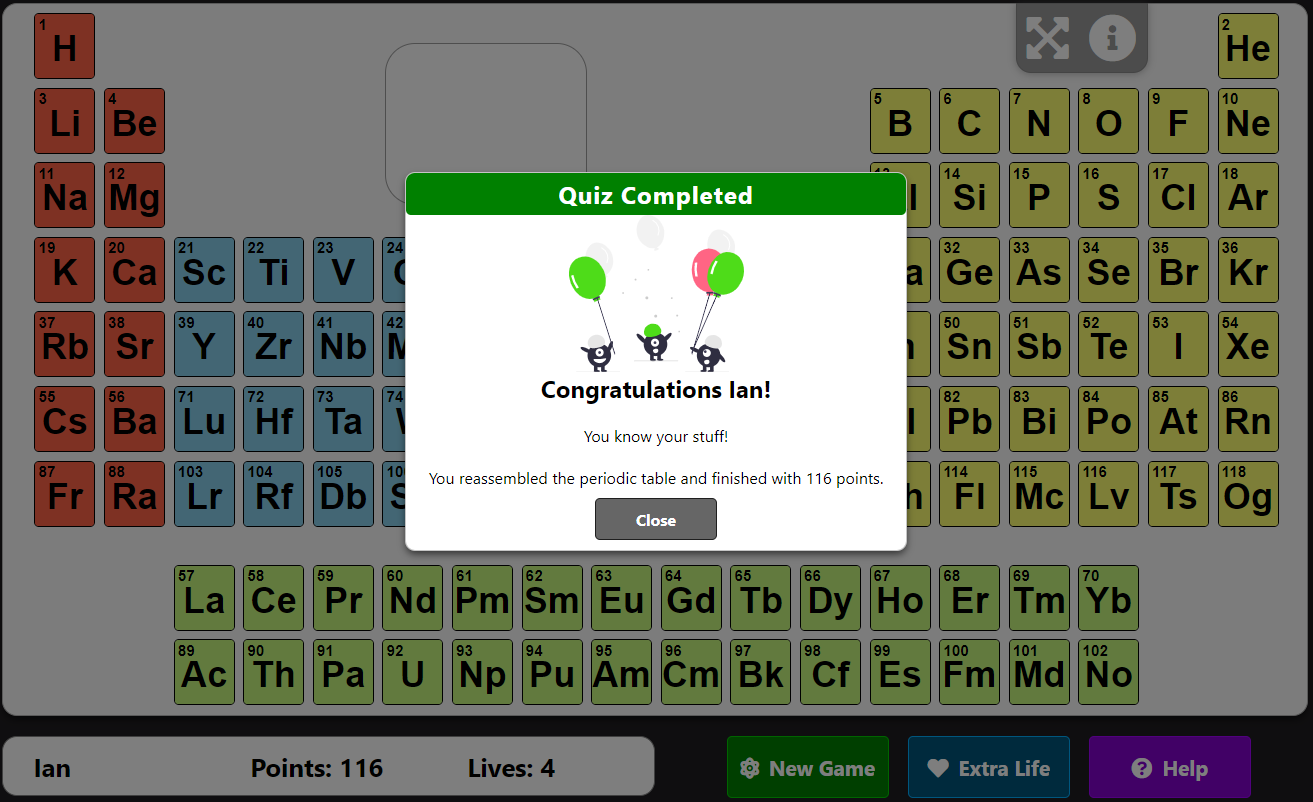 1 2
H He
3 4 5 6 7 8 9 10
Li Be B C N O F Ne
11 12 14 15 16 17 18
Na Mg Si P S Cl Ar
Quiz Completed
19 20 21 22 23 24 32 33 34 35 36
K Ca Sc Ti V Ge As Se Br Kr
37 38 39 40 41 42 50 51 52 53 54
Rb Sr Y Zr Nb Sn Sb Te I Xe
Congratulations Ian!
55 56 71 72 73 74 82 83 84 85 86
Cs Ba Lu Hf Ta Pb Bi Po At Rn
You know your stuff!
87 88 103 104 105 114 115 116 117 118
You reassembled the periodic table and finished with 116 points.
Fr Ra Lr Rf Db Fl Mc Lv Ts Og
Close
57 58 59 60 61 62 63 64 65 66 67 68 69 70
La Ce Pr Nd Pm Sm Eu Gd Tb Dy Ho Er Tm Yb
89 90 91 92 93 94 95 96 97 98 99 100 101 102
Ac Th Pa U Np Pu Am Cm Bk Cf Es Fm Md No
Ian Points: 116 Lives: 4 New Game Extra Life Help